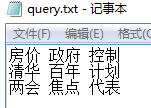 query.txt - 记事本
文件(F) 编辑(E) 格式(
房价 政府 控制
清华 百年 计划
两会 焦点 代表